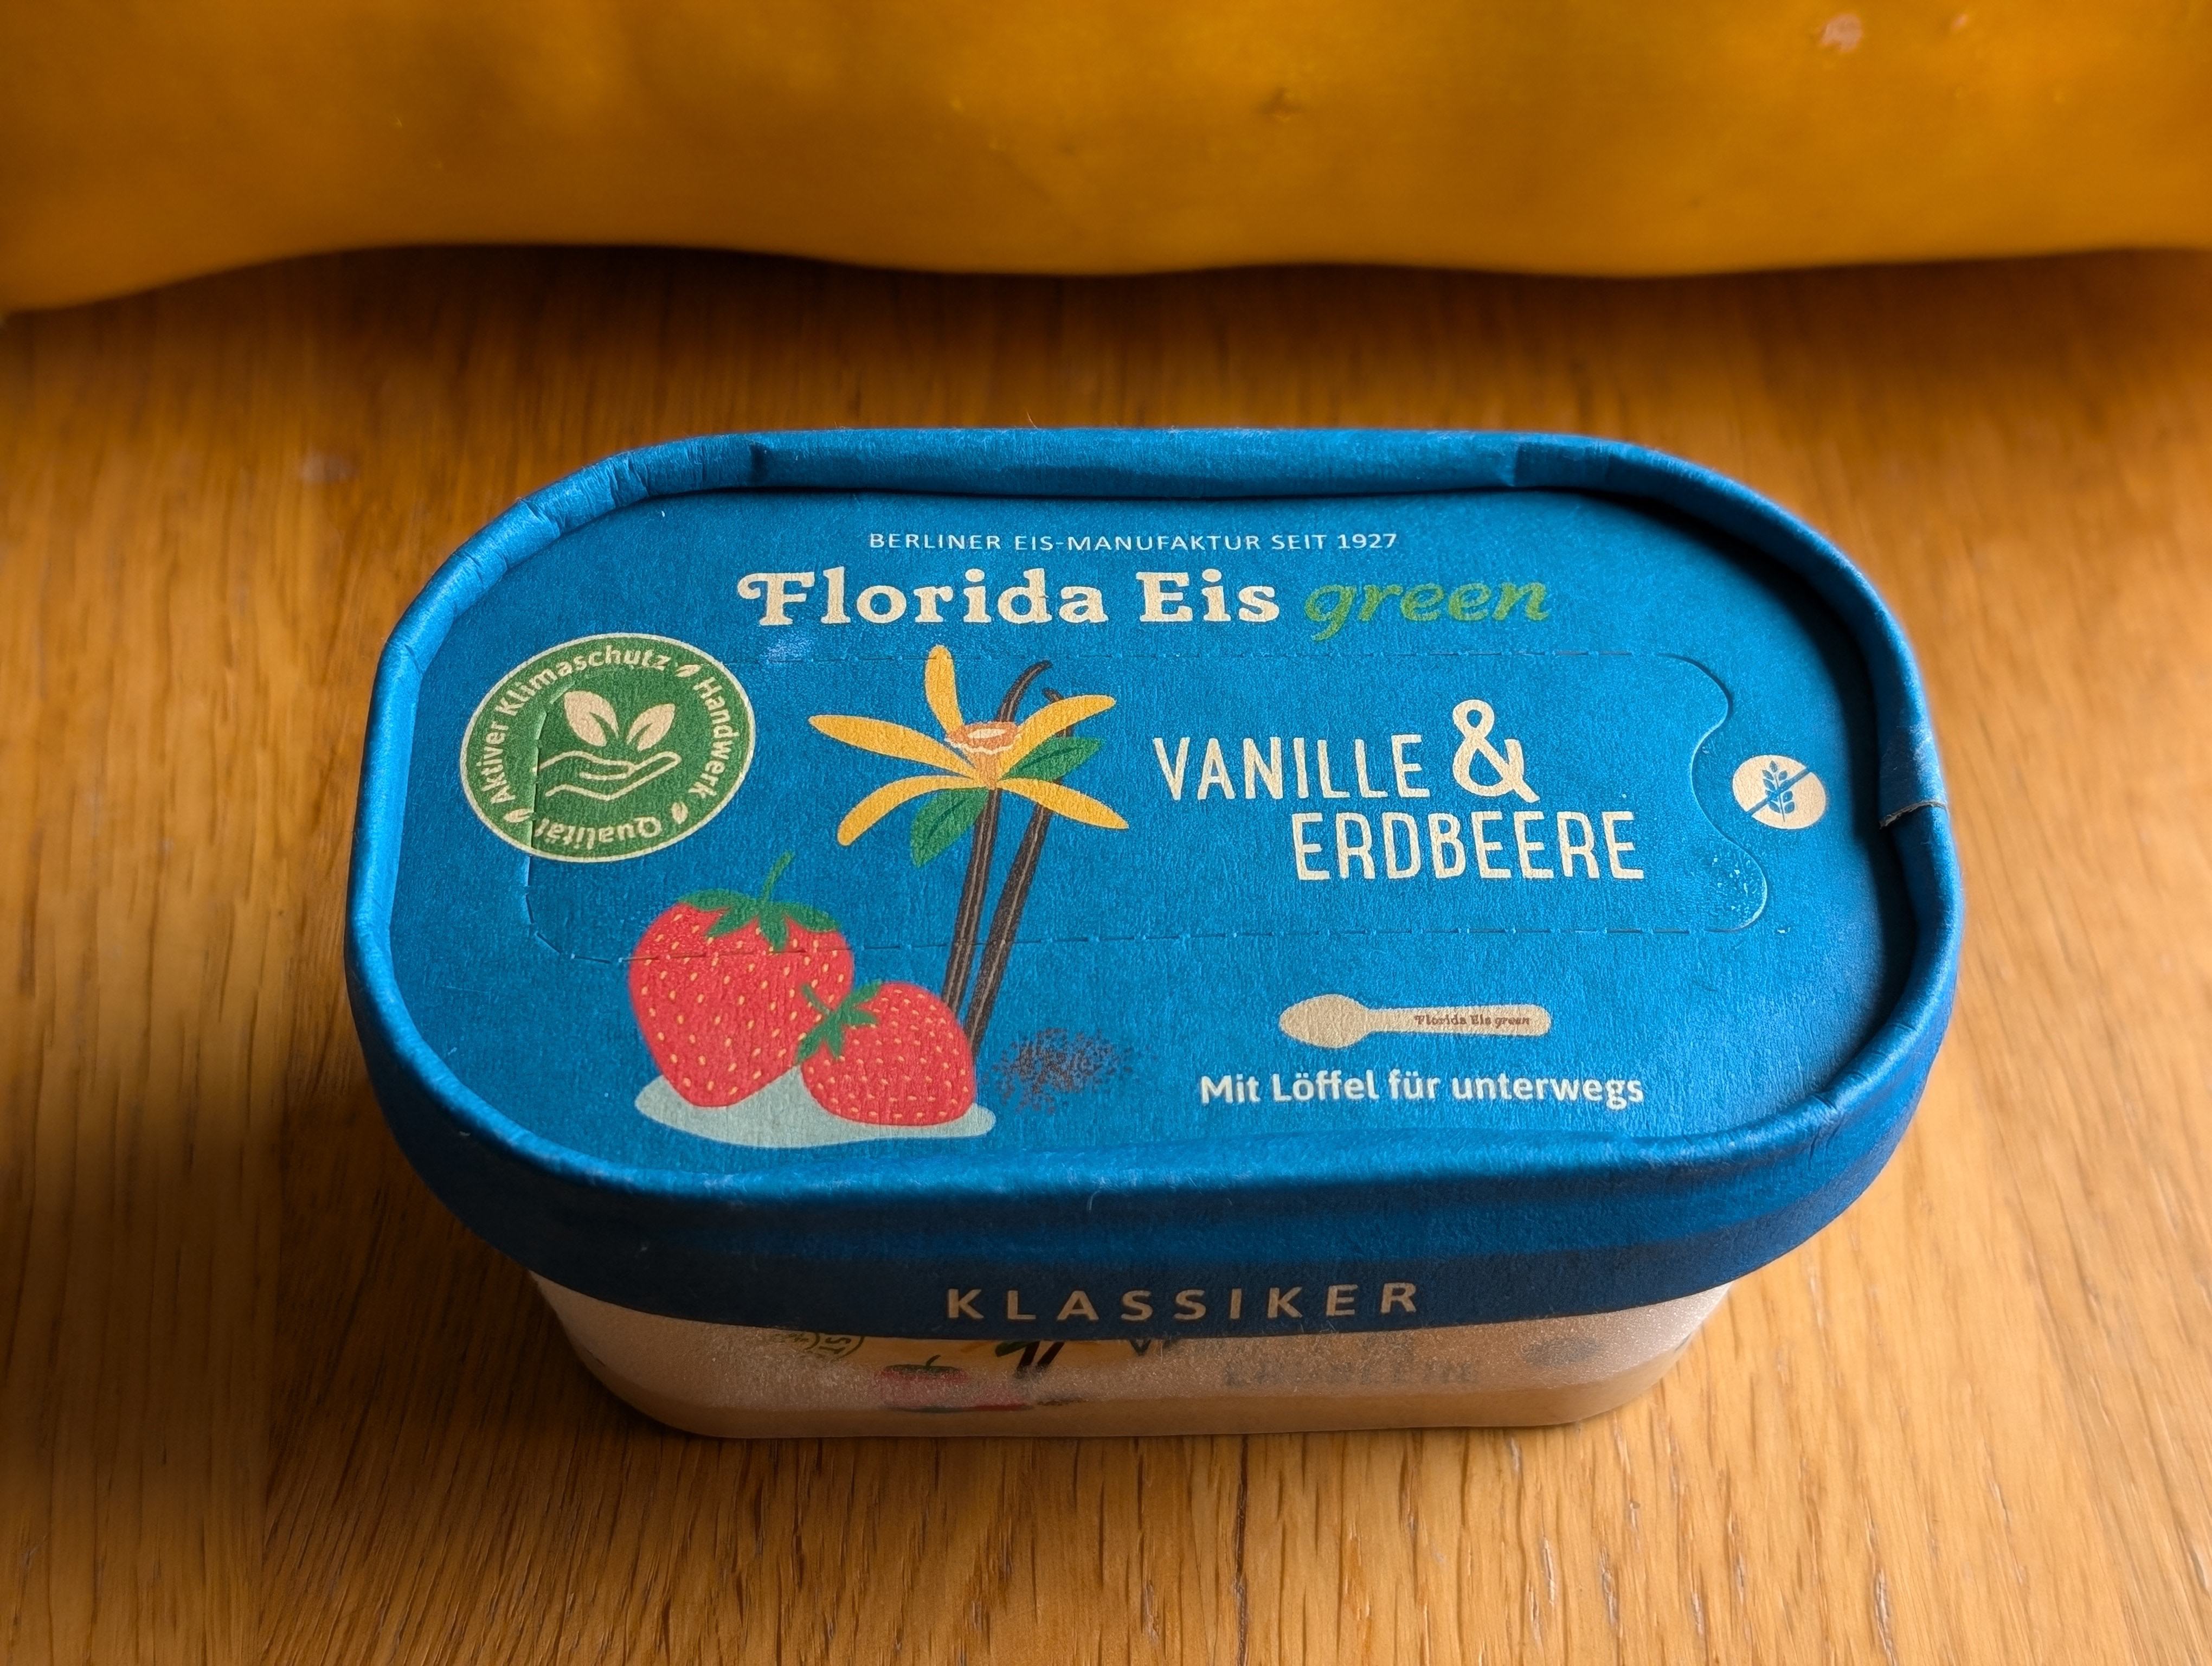 BERLINER EIS-MANUFAKTUR SEIT 1927
Florida Eis green
Aktiver Klimaschutz
Handwerk
Qualität
VANILLE &
ERDBEERE
Florida Eis green
Mit Löffel für unterwegs
KLASSIKER